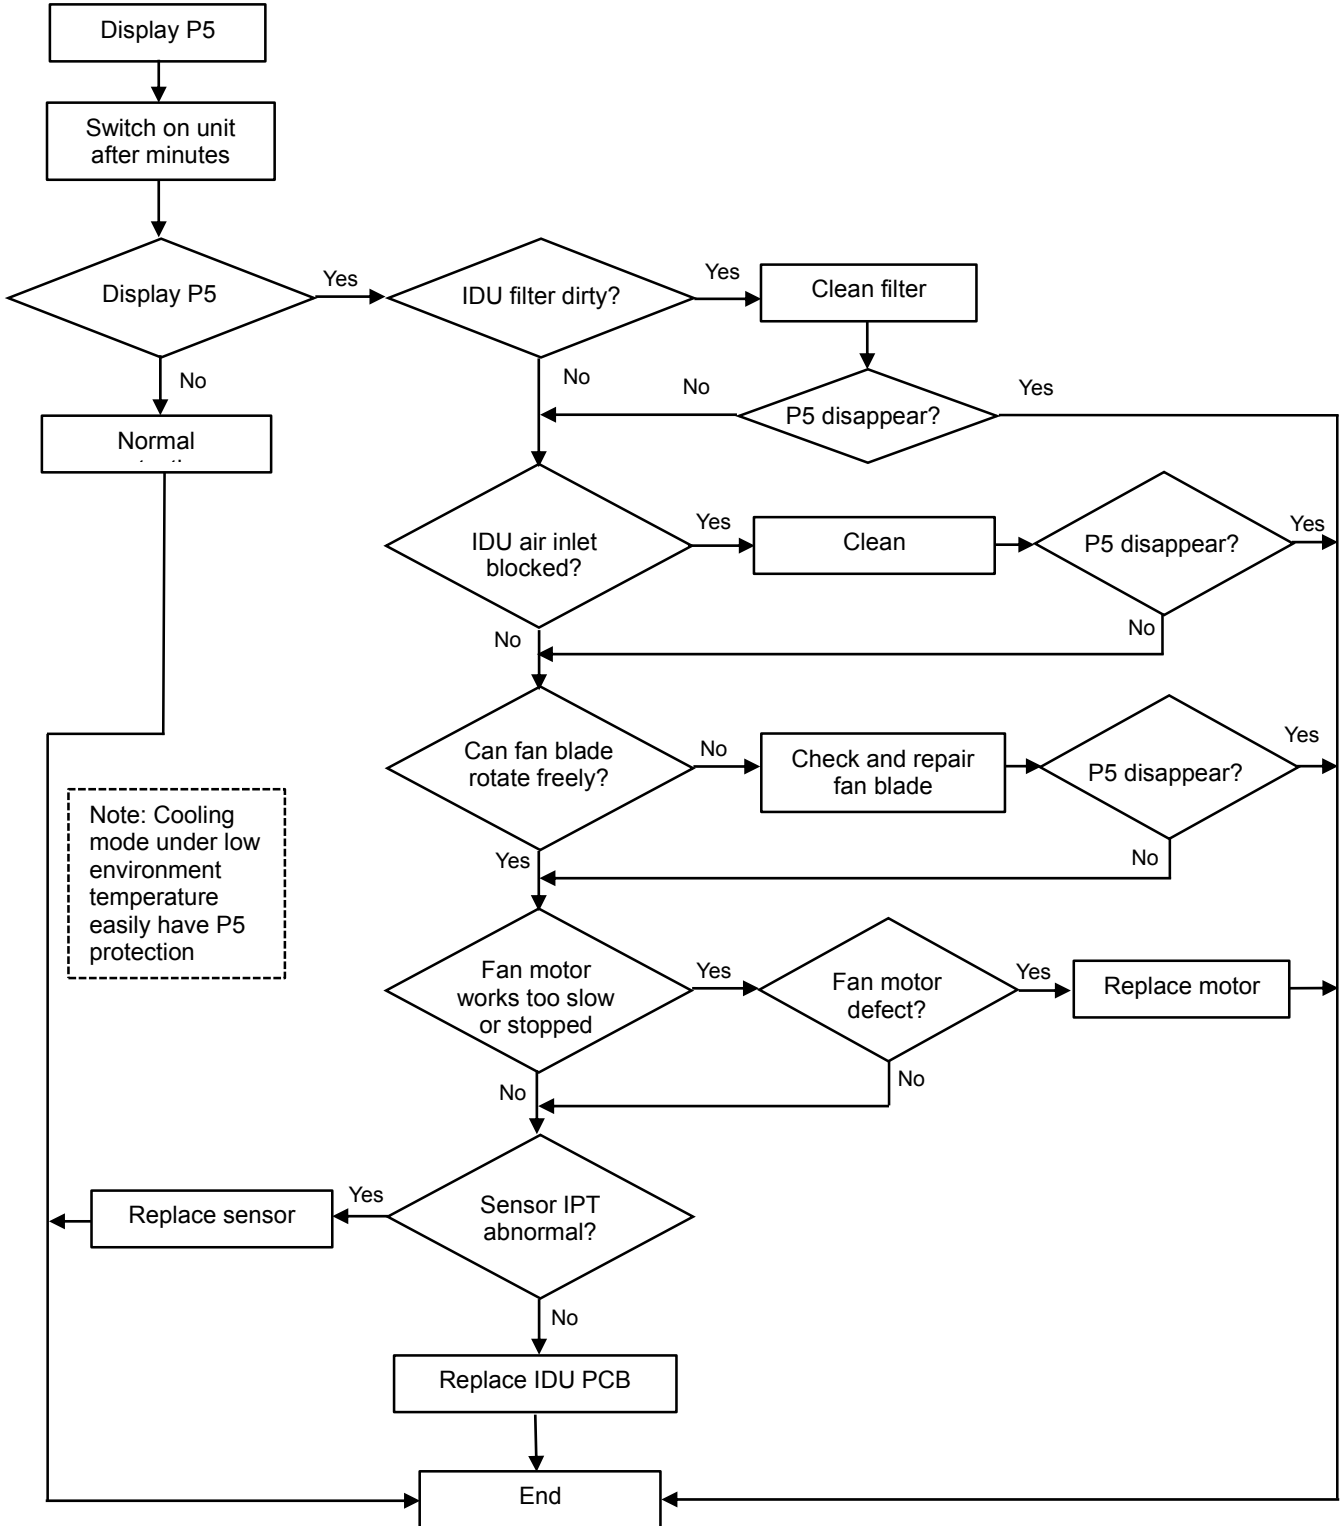 Display P5
Switch on unit
after minutes
Display P5
Yes
IDU filter dirty?
Yes
Clean filter
No
No
No
P5 disappear?
Yes
Normal
IDU air inlet
blocked?
Yes
Clean
P5 disappear?
Yes
No
No
Can fan blade
rotate freely?
No
Check and repair
fan blade
P5 disappear?
Yes
Note: Cooling
mode under low
environment
temperature
easily have P5
protection
Yes
No
Fan motor
works too slow
or stopped
Yes
Fan motor
defect?
Yes
Replace motor
No
No
Replace sensor
Yes
Sensor IPT
abnormal?
No
Replace IDU PCB
End